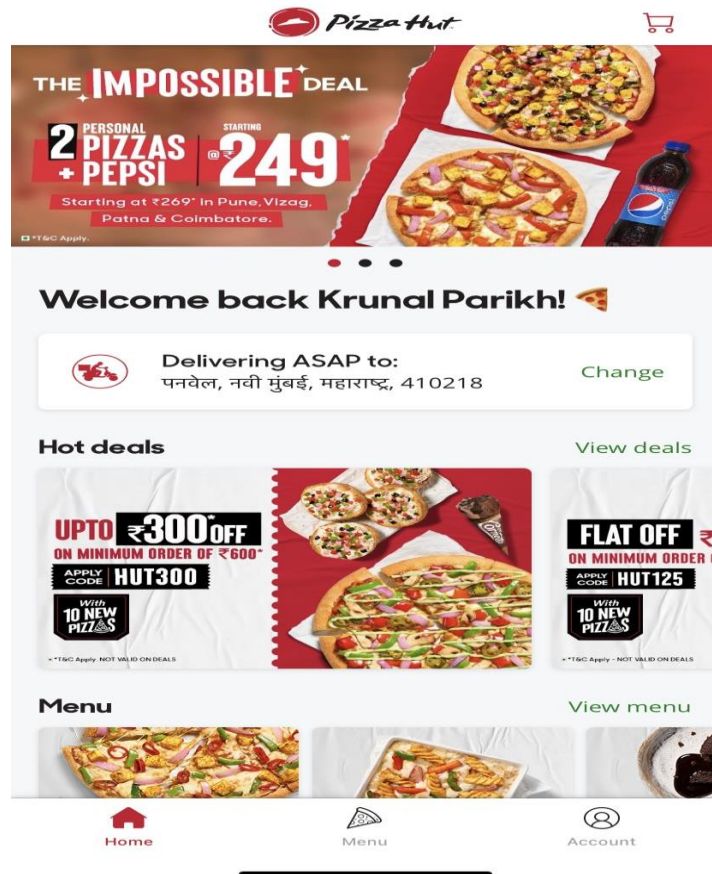 Pizza Hut
THE IMPOSSIBLE DEAL
2 PERSONAL PIZZAS + PEPSI
STARTING @ ₹249*
Starting at ₹269* in Pune, Vizag,
Patna & Coimbatore.
*T&C Apply.
pepsi
Welcome back Krunal Parikh!
Delivering ASAP to:
पनवेल, नवी मुंबई, महाराष्ट्र, 410218
Change
Hot deals
View deals
UPTO ₹300* OFF
ON MINIMUM ORDER OF ₹600*
APPLY CODE HUT300
With
10 NEW
PIZZAS
*T&C Apply. NOT VALID ON DEALS
FLAT OFF ₹
ON MINIMUM ORDER
APPLY CODE HUT125
With
10 NEW
PIZZAS
*T&C Apply - NOT VALID ON DEALS
Menu
View menu
Home
Menu
Account